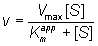 v = V_max [S] / K_m^app + [S]